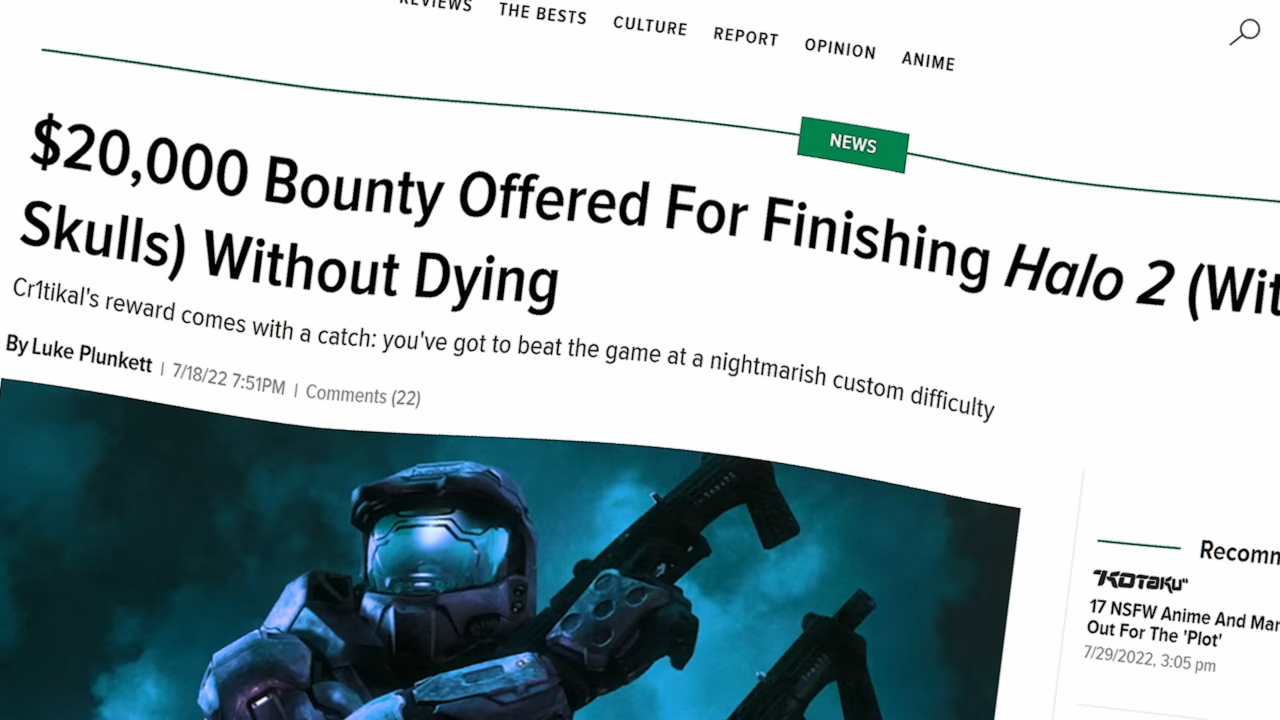 REVIEWS THE BESTS CULTURE REPORT OPINION ANIME
NEWS
$20,000 Bounty Offered For Finishing Halo 2 (Wit
Skulls) Without Dying
Cr1tikal's reward comes with a catch: you've got to beat the game at a nightmarish custom difficulty
By Luke Plunkett | 7/18/22 7:51PM | Comments (22)
Recomm
KOTAKU
17 NSFW Anime And Man
Out For The 'Plot'
7/29/2022, 3:05 pm